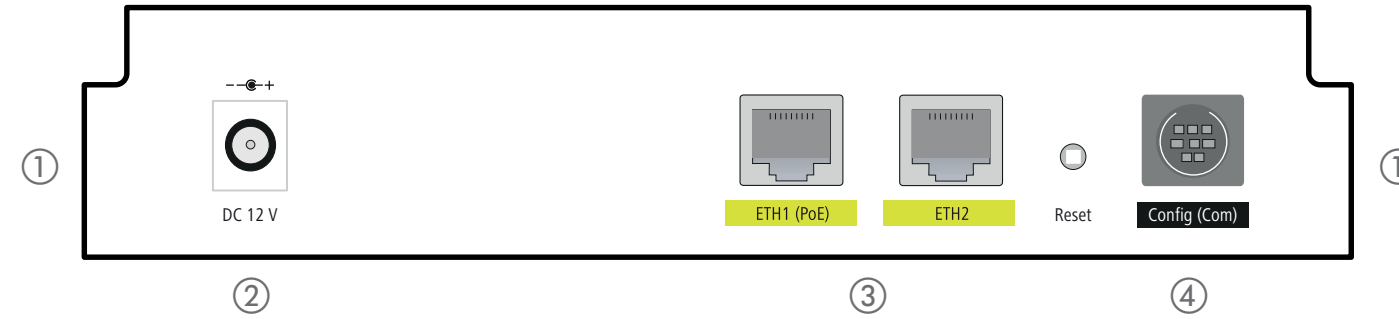 − +
DC 12 V
ETH1 (PoE)
ETH2
Reset
Config (Com)
①
①
②
③
④